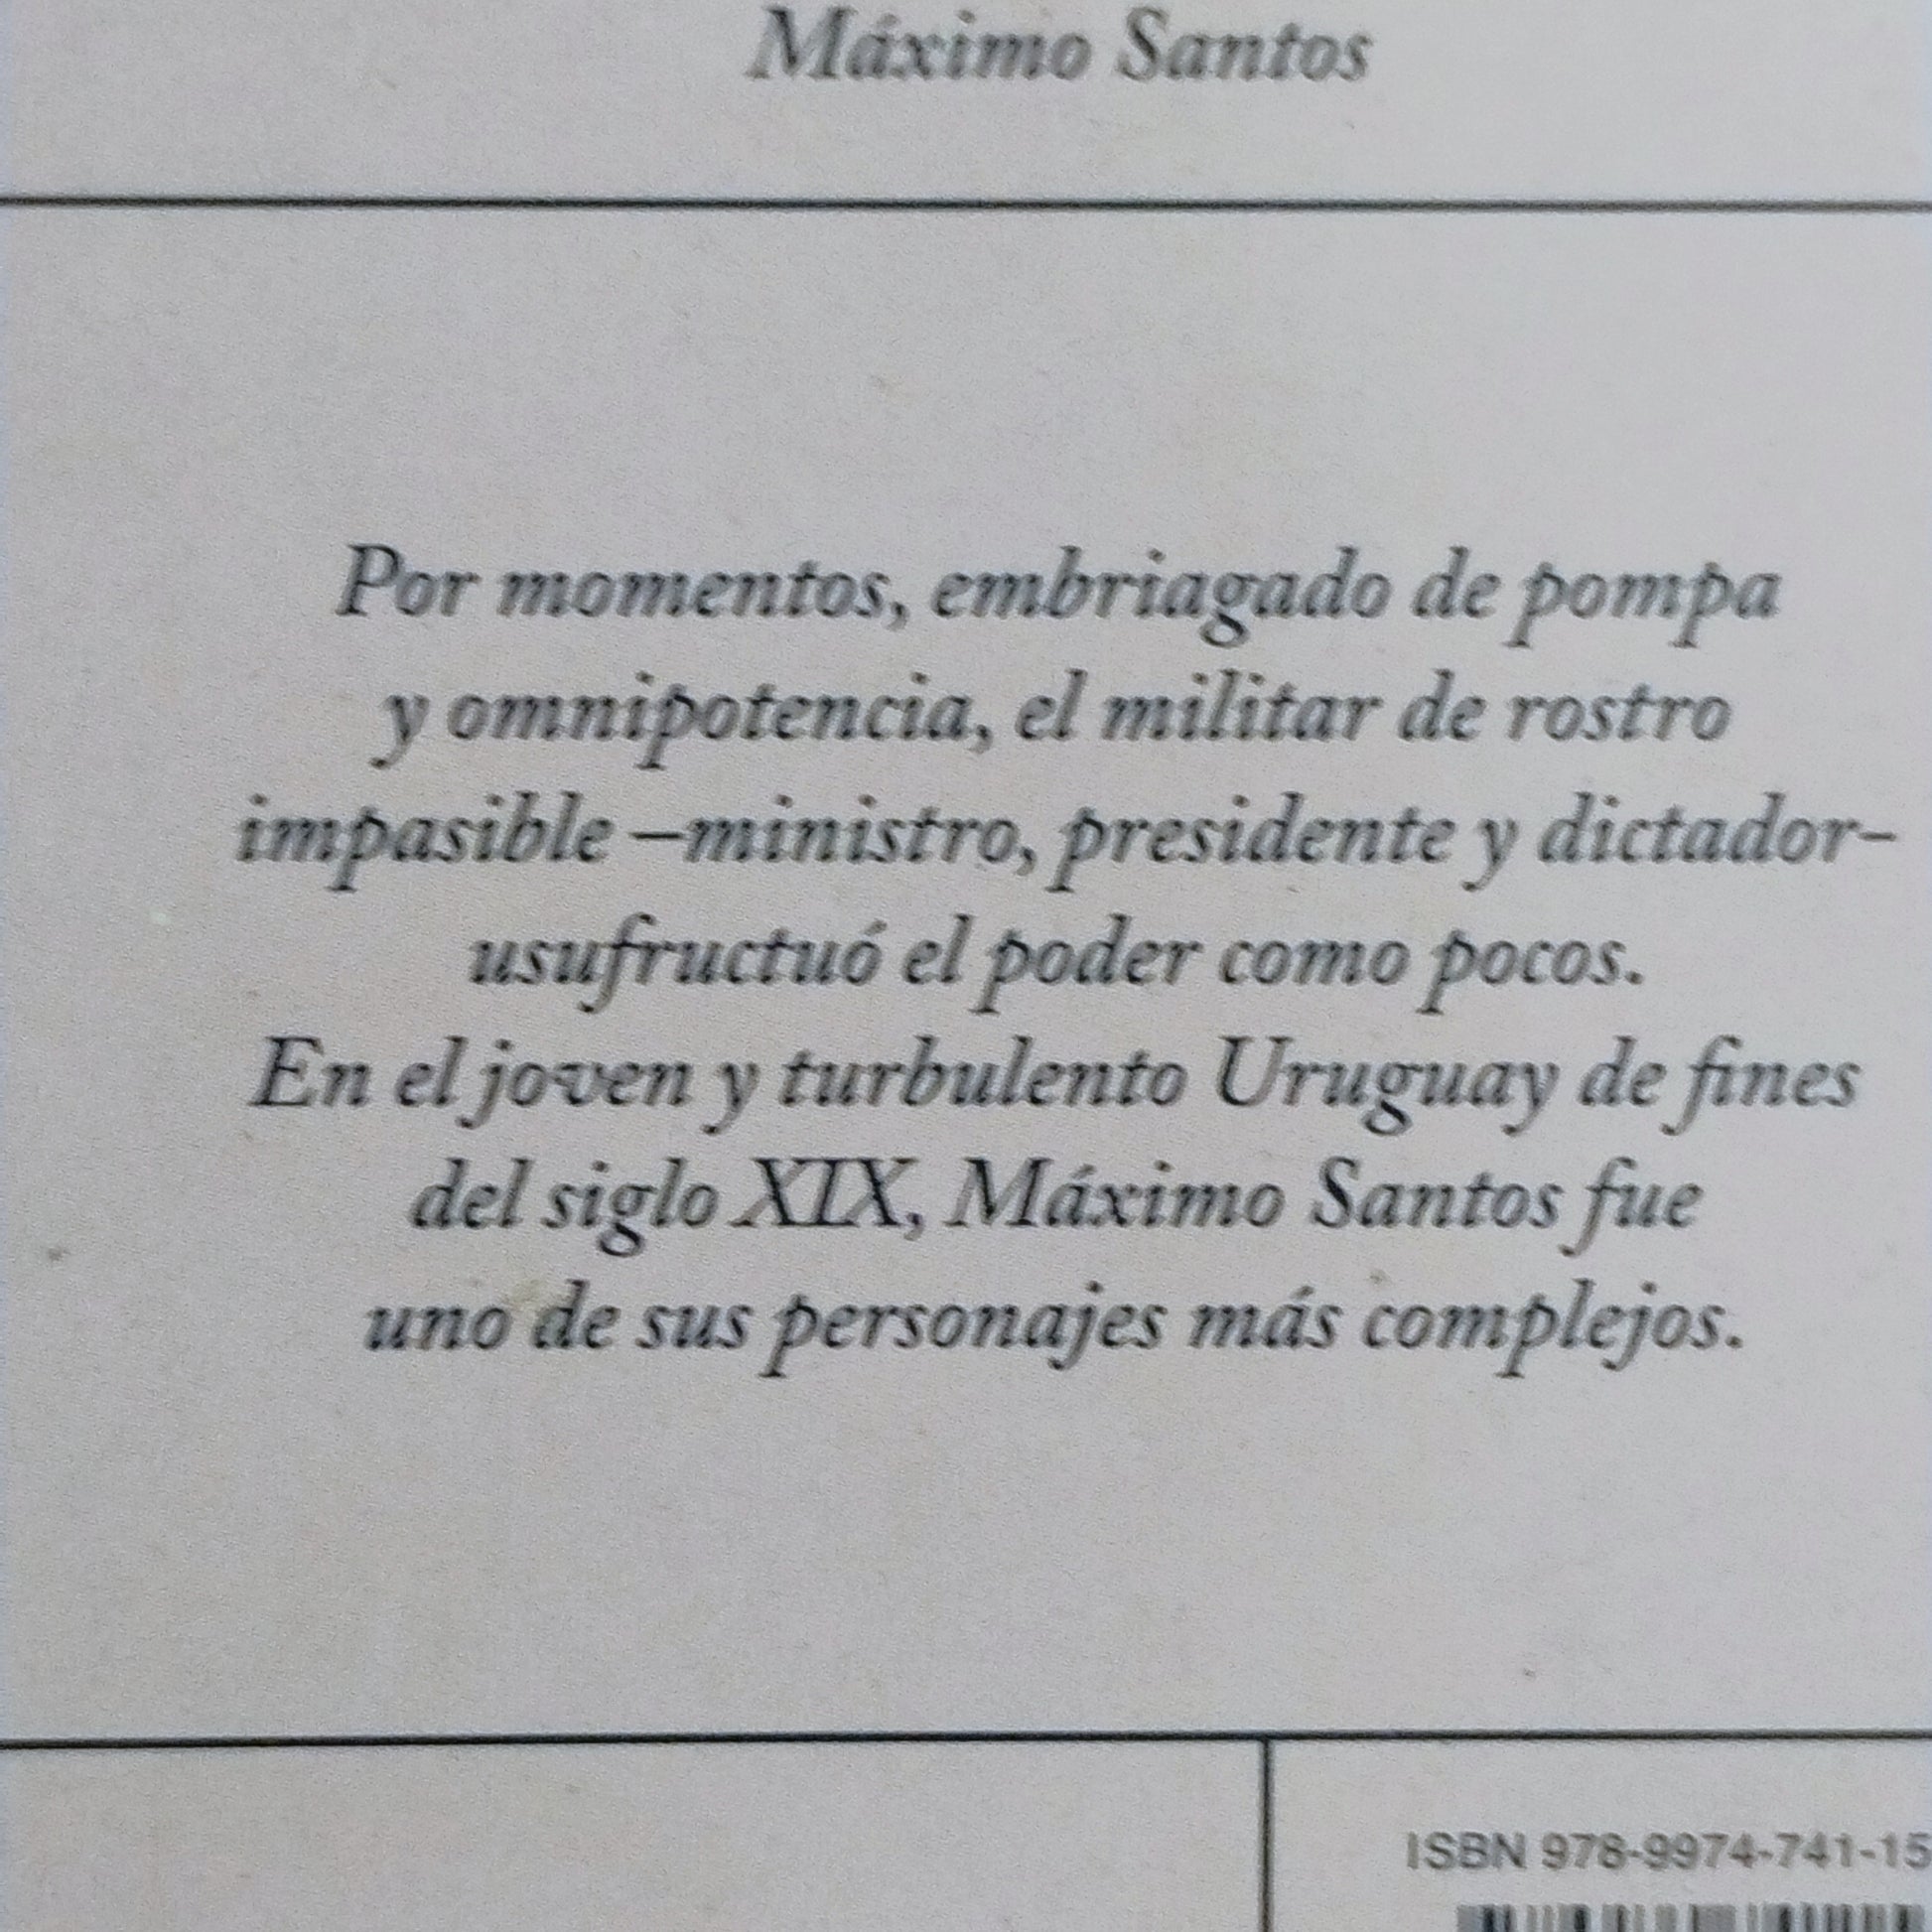 Máximo Santos
Por momentos, embriagado de pompa
y omnipotencia, el militar de rostro
impasible –ministro, presidente y dictador–
usufructuó el poder como pocos.
En el joven y turbulento Uruguay de fines
del siglo XIX, Máximo Santos fue
uno de sus personajes más complejos.
ISBN 978-9974-741-15